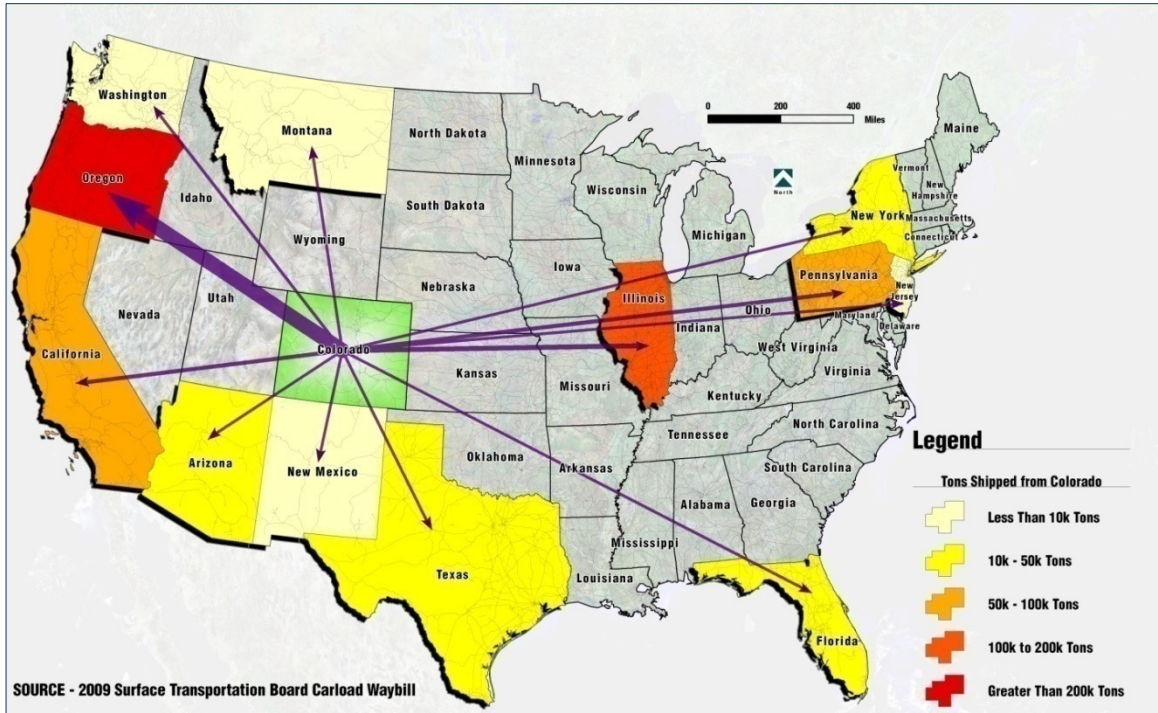 Washington
Montana
North Dakota
Minnesota
Maine
Oregon
Idaho
Wyoming
South Dakota
Wisconsin
Michigan
Vermont
New
Hampshire
New York
Massachusetts
Connecticut
0 200 400
Miles
North
Nevada
Utah
Nebraska
Iowa
Illinois
Indiana
Ohio
Pennsylvania
New
Jersey
Maryland
Delaware
California
Colorado
Kansas
Missouri
West Virginia
Virginia
Kentucky
Arizona
New Mexico
Oklahoma
Arkansas
Tennessee
North Carolina
South Carolina
Texas
Louisiana
Mississippi
Alabama
Georgia
Florida
Legend
Tons Shipped from Colorado
Less Than 10k Tons
10k - 50k Tons
50k - 100k Tons
100k to 200k Tons
Greater Than 200k Tons
SOURCE - 2009 Surface Transportation Board Carload Waybill